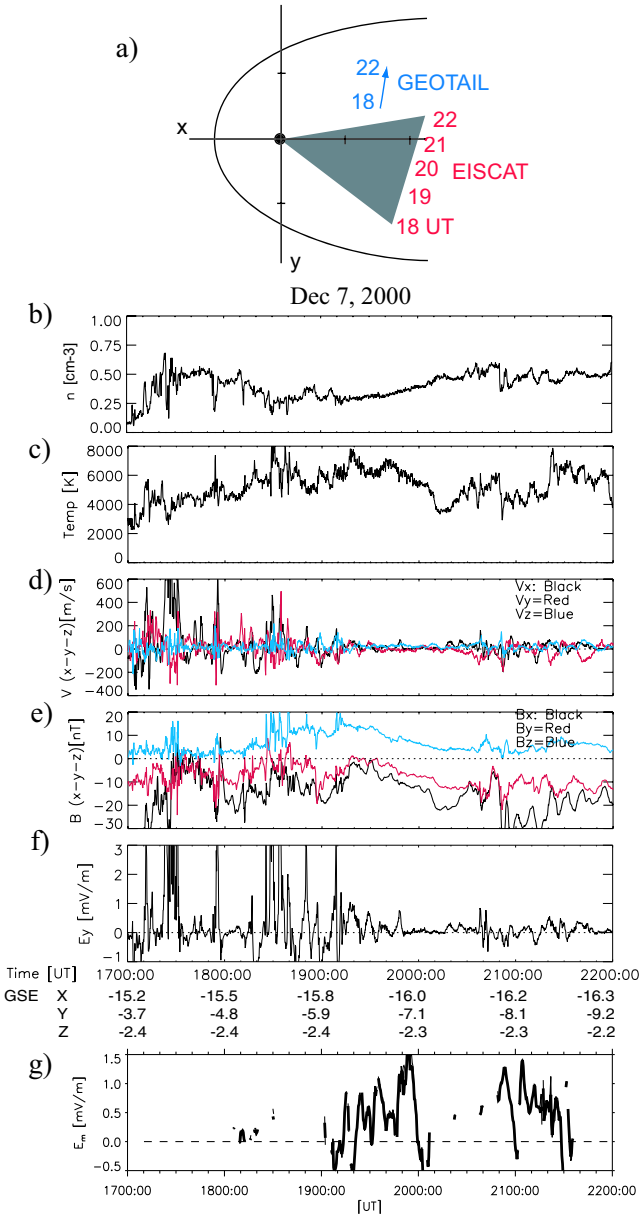 a)
22
GEOTAIL
18
22
x
21
20
EISCAT
19
18 UT
y
Dec 7, 2000
b)
1.00
0.75
0.50
0.25
0.00
n [cm-3]
c)
8000
6000
4000
2000
0
Temp [K]
d)
600
400
200
0
-200
-400
V (x-y-z)[m/s]
Vx: Black
Vy=Red
Vz=Blue
e)
20
10
0
-10
-20
-30
B (x-y-z)[nT]
Bx: Black
By=Red
Bz=Blue
f)
3
2
1
0
-1
Ey [mV/m]
Time [UT] 1700:00 1800:00 1900:00 2000:00 2100:00 2200:00
GSE X -15.2 -15.5 -15.8 -16.0 -16.2 -16.3
Y -3.7 -4.8 -5.9 -7.1 -8.1 -9.2
Z -2.4 -2.4 -2.4 -2.3 -2.3 -2.2
g)
1.5
1.0
0.5
0.0
-0.5
Em [mV/m]
1700:00 1800:00 1900:00 2000:00 2100:00 2200:00
[UT]